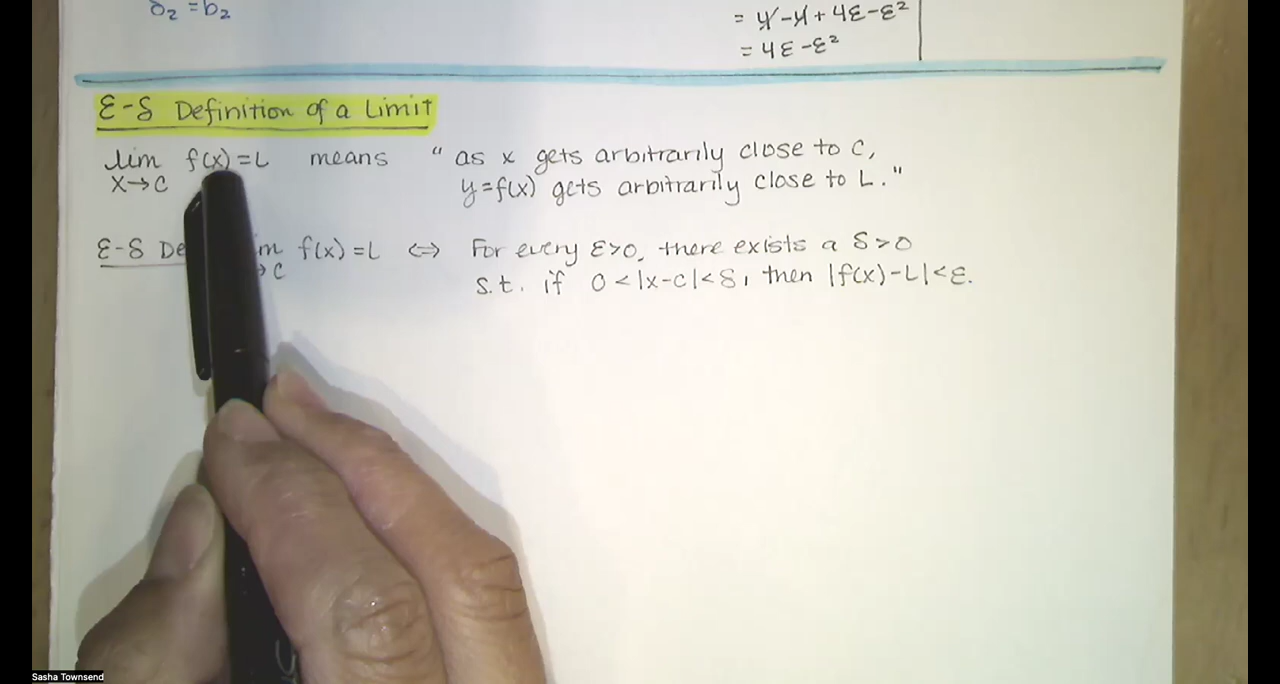 δ₂ = b₂
= 4 - 4 + 4ε - ε²
= 4ε - ε²
ε-δ Definition of a Limit
lim f(x) = L means " as x gets arbitrarily close to c,
x→c y = f(x) gets arbitrarily close to L."
ε-δ De lim f(x) = L ⇔ For every ε>0, there exists a δ>0
→c s.t. if 0 < |x-c| < δ, then |f(x)-L| < ε.
Sasha Townsend